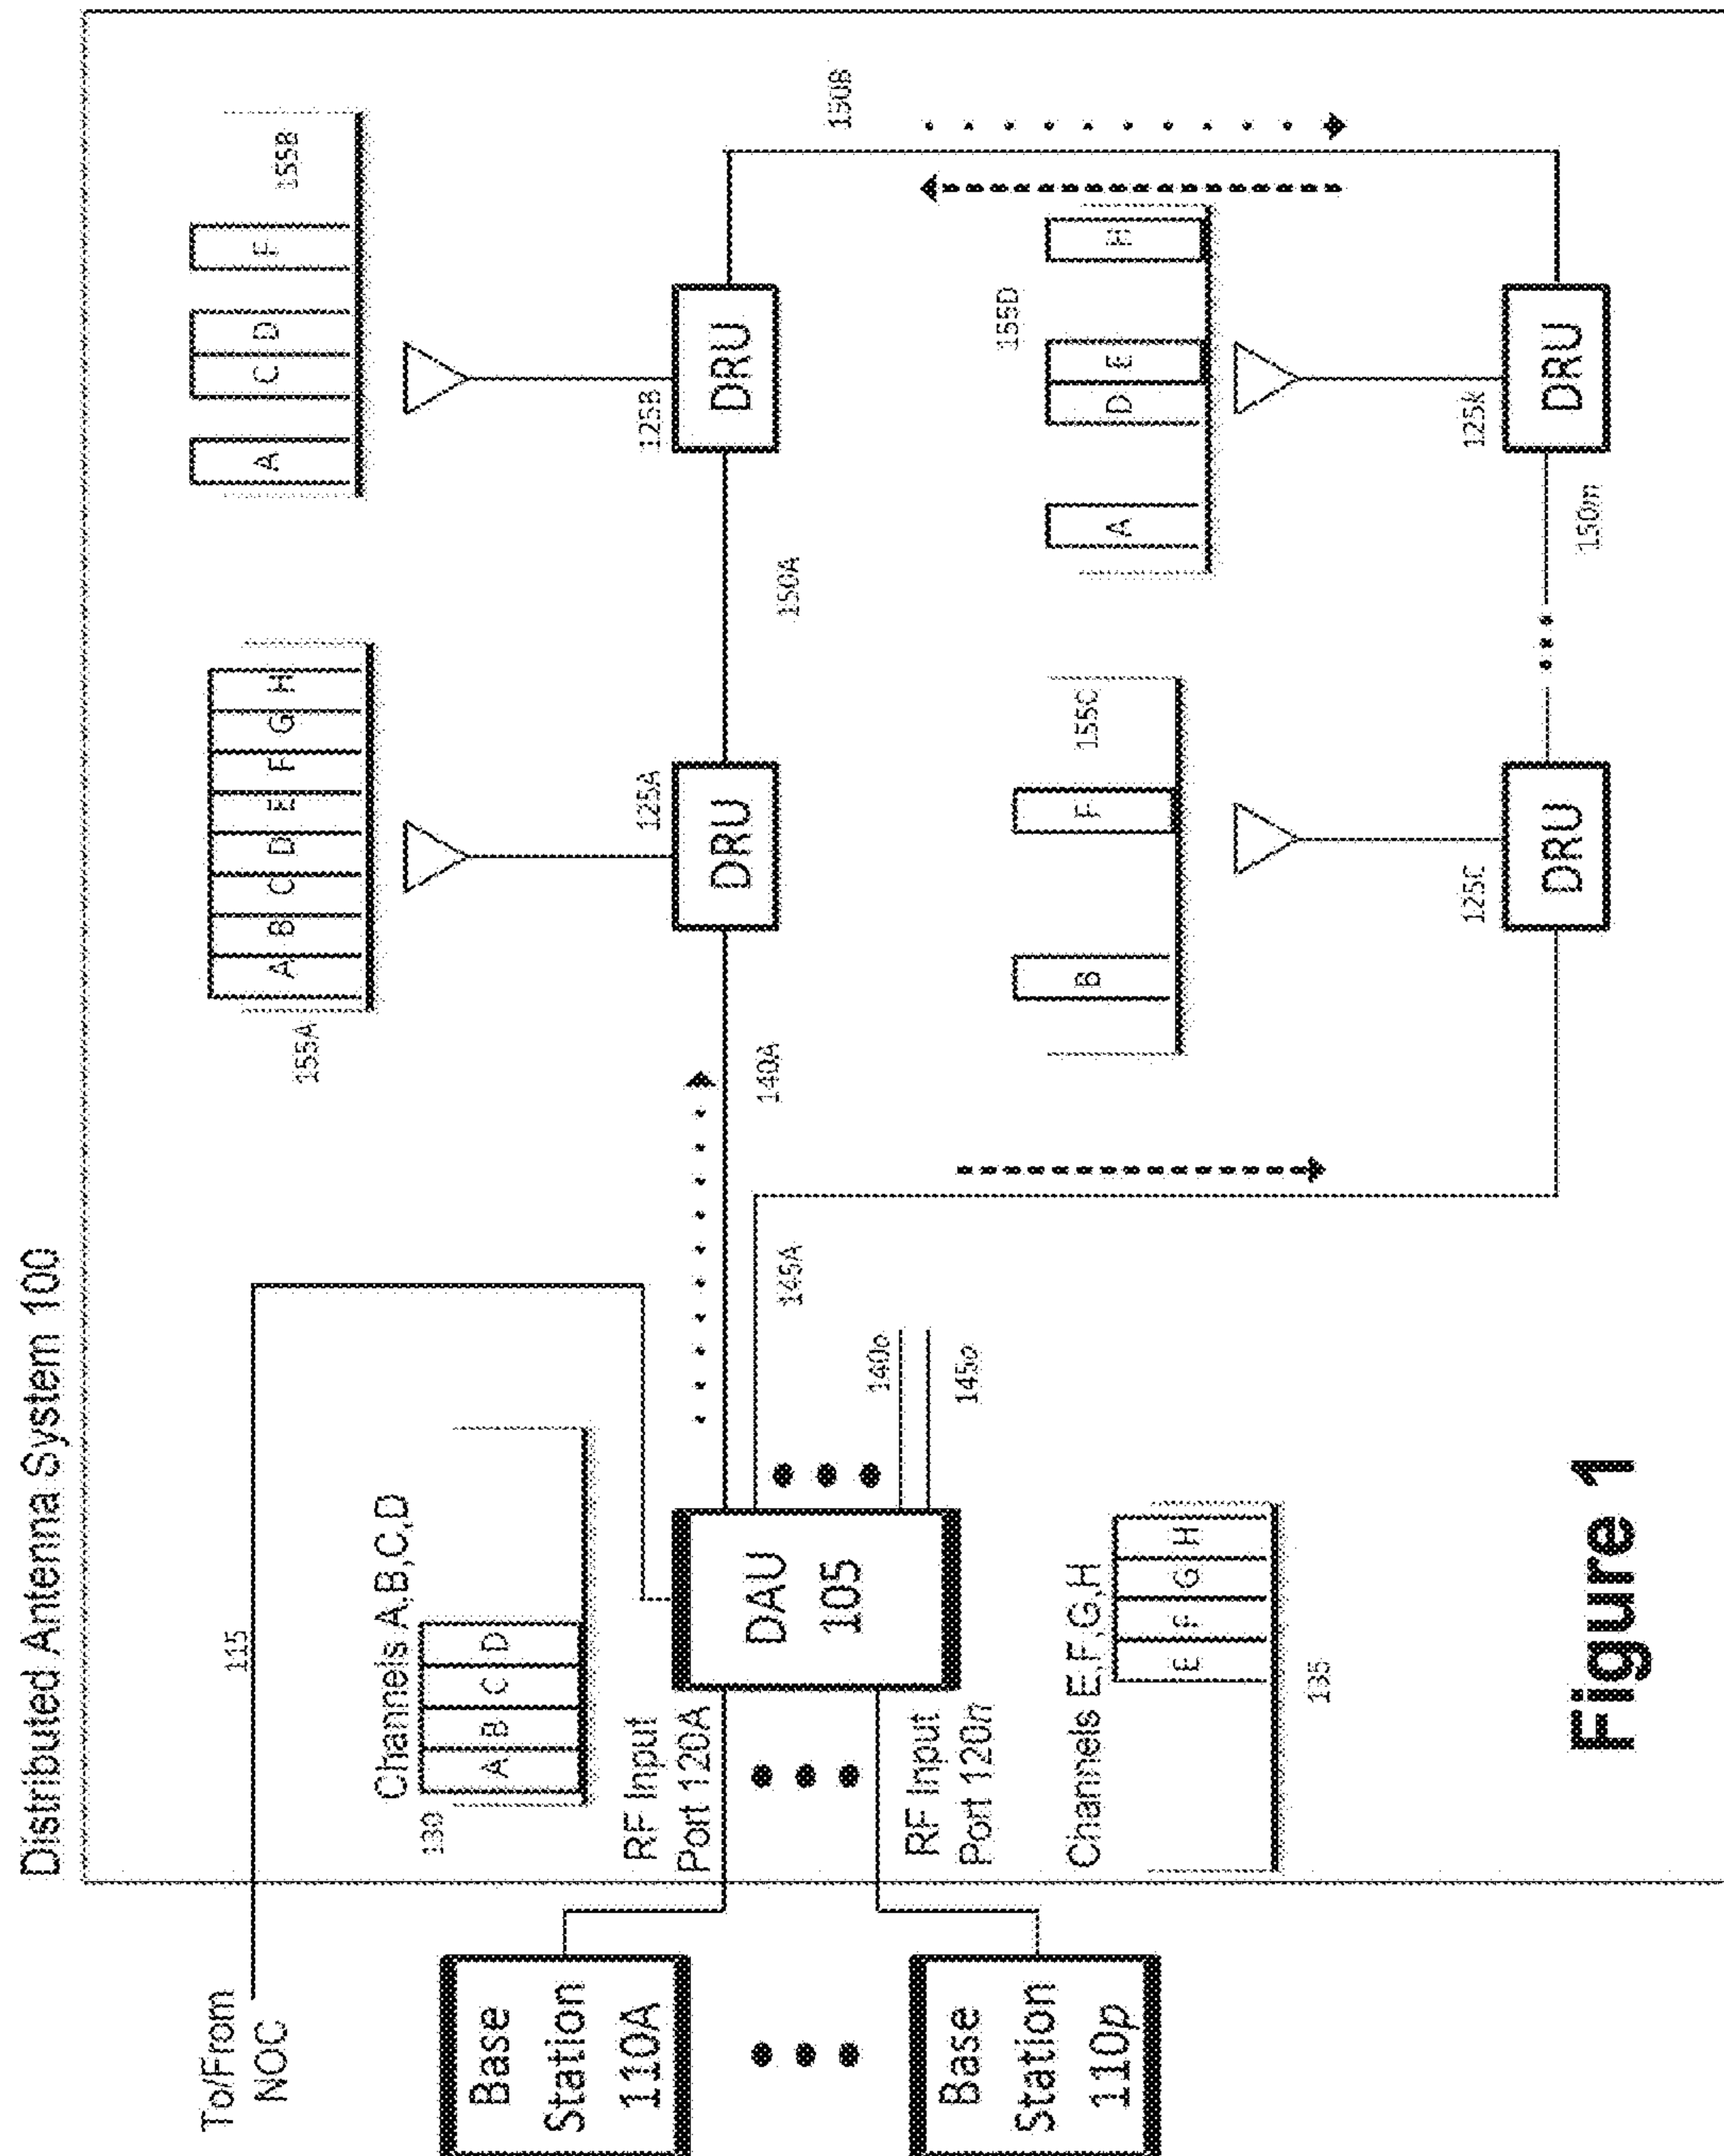 Distributed Antenna System 100
To/From
NOC
115
Base
Station
110A
Base
Station
110p
Channels A,B,C,D
130
A B C D
RF Input
Port 120A
DAU
105
RF Input
Port 120n
Channels E,F,G,H
E F G H
135
140A
145A
140o
145o
155A
A B C D E F G H
125A
DRU
150A
A C D F
155B
125B
DRU
150B
B F
155C
125C
DRU
150m
155D
A D E H
125k
DRU
Figure 1